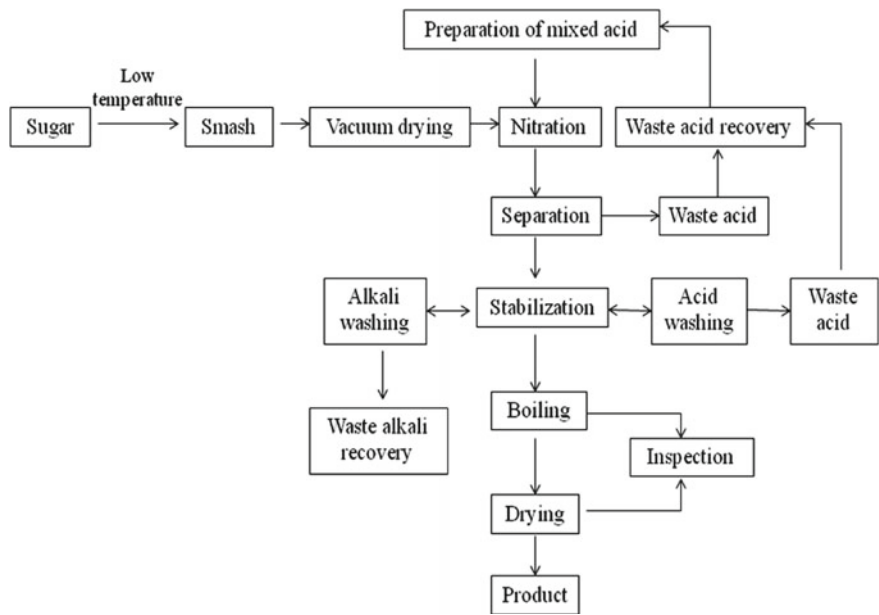 Preparation of mixed acid
Low
temperature
Sugar
Smash
Vacuum drying
Nitration
Waste acid recovery
Separation
Waste acid
Alkali
washing
Stabilization
Acid
washing
Waste
acid
Boiling
Waste alkali
recovery
Inspection
Drying
Product